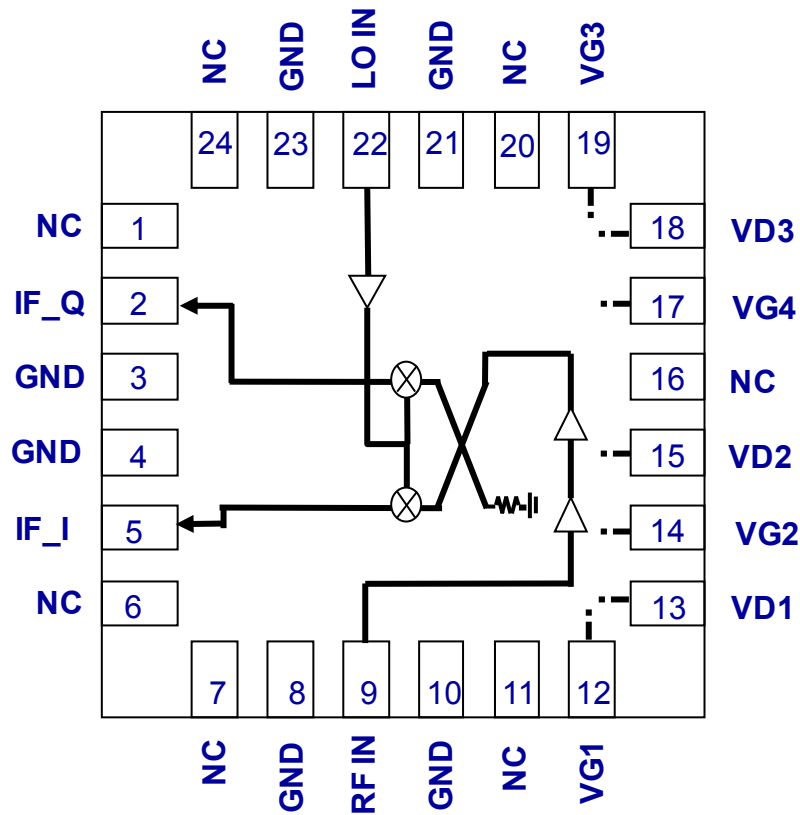 NC
GND
LO IN
GND
NC
VG3
24
23
22
21
20
19
NC
1
18
VD3
IF_Q
2
17
VG4
GND
3
16
NC
GND
4
15
VD2
IF_I
5
14
VG2
NC
6
13
VD1
7
8
9
10
11
12
NC
GND
RF IN
GND
NC
VG1